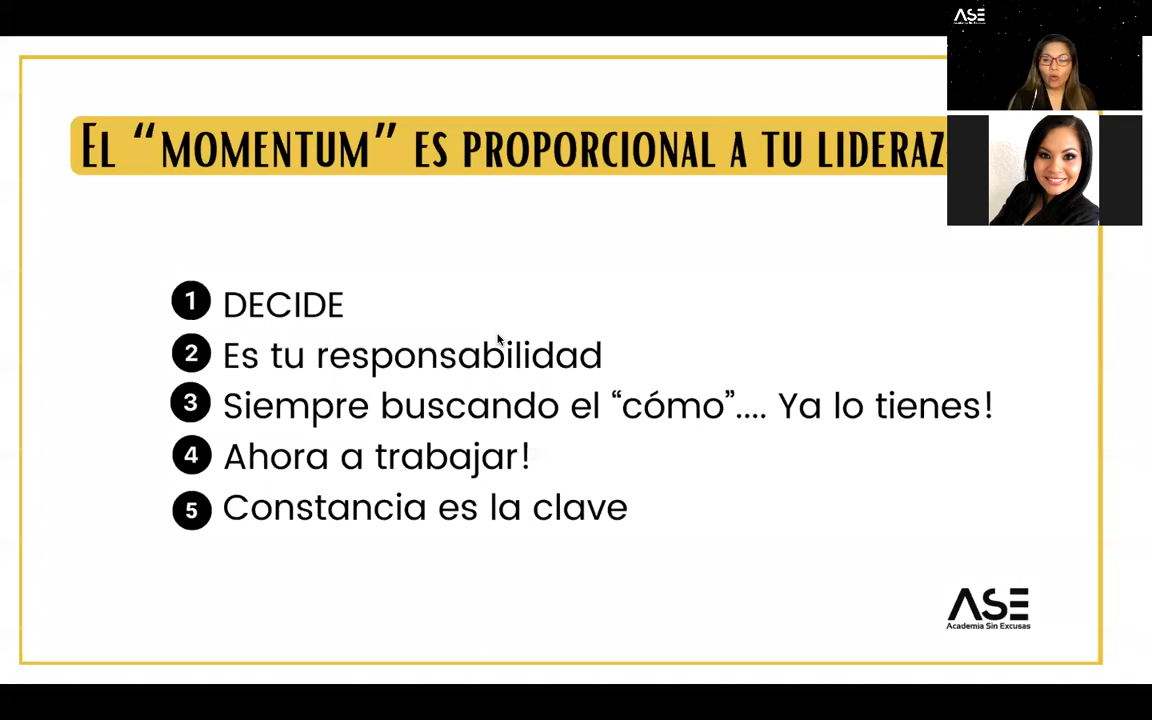 EL “MOMENTUM” ES PROPORCIONAL A TU
1 DECIDE
2 Es tu responsabilidad
3 Siempre buscando el “cómo”.... Ya lo tienes!
4 Ahora a trabajar!
5 Constancia es la clave
ASE
Academia Sin Excusas
ASE